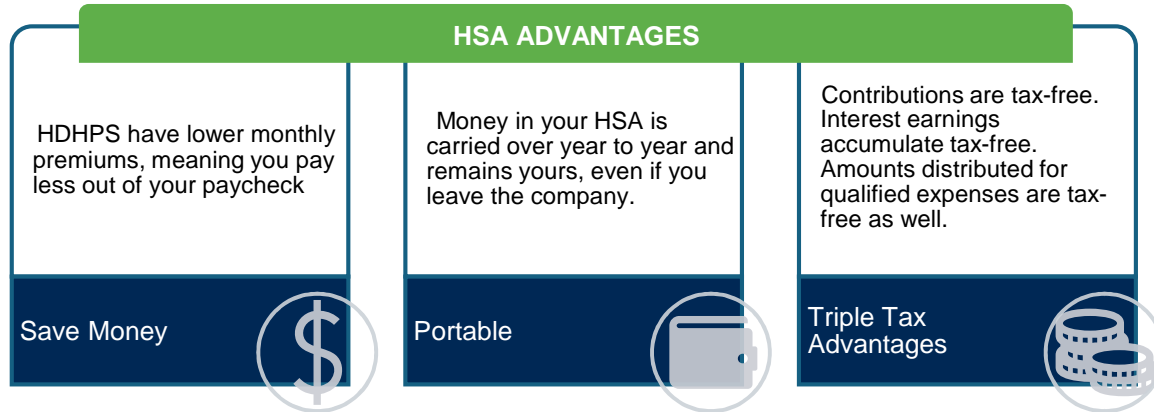 HSA ADVANTAGES
HDHPS have lower monthly
premiums, meaning you pay
less out of your paycheck
Save Money
Money in your HSA is
carried over year to year and
remains yours, even if you
leave the company.
Portable
Contributions are tax-free.
Interest earnings
accumulate tax-free.
Amounts distributed for
qualified expenses are tax-
free as well.
Triple Tax
Advantages